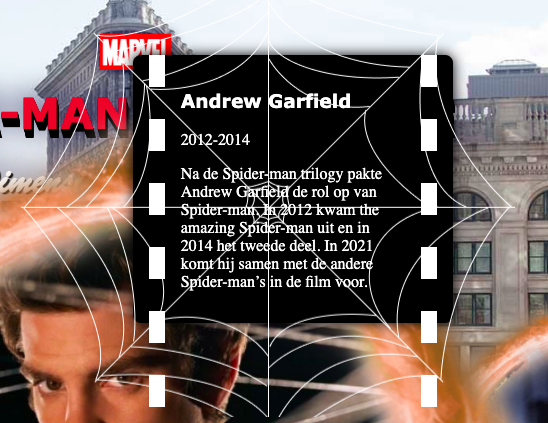 MARVEL
-MAN
Andrew Garfield
2012-2014
Na de Spider-man trilogy pakte
Andrew Garfield de rol op van
Spider-man. In 2012 kwam the
amazing Spider-man uit en in
2014 het tweede deel. In 2021
komt hij samen met de andere
Spider-man's in de film voor.